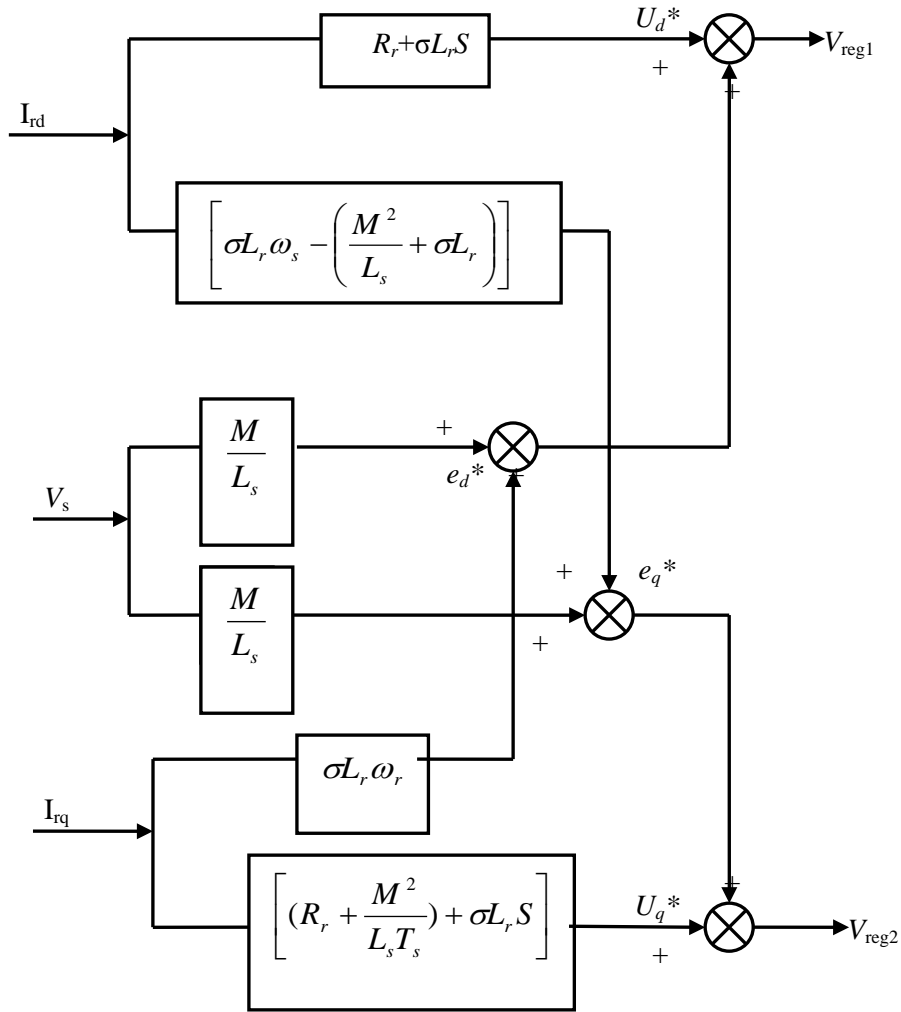 R_r+σL_rS
U_d*
V_reg1
+
+
I_rd
[σL_rω_s − (M²/L_s + σL_r)]
M/L_s
+
e_d*
+
V_s
M/L_s
+
e_q*
+
σL_rω_r
I_rq
[(R_r + M²/L_sT_s) + σL_rS]
U_q*
+
+
V_reg2